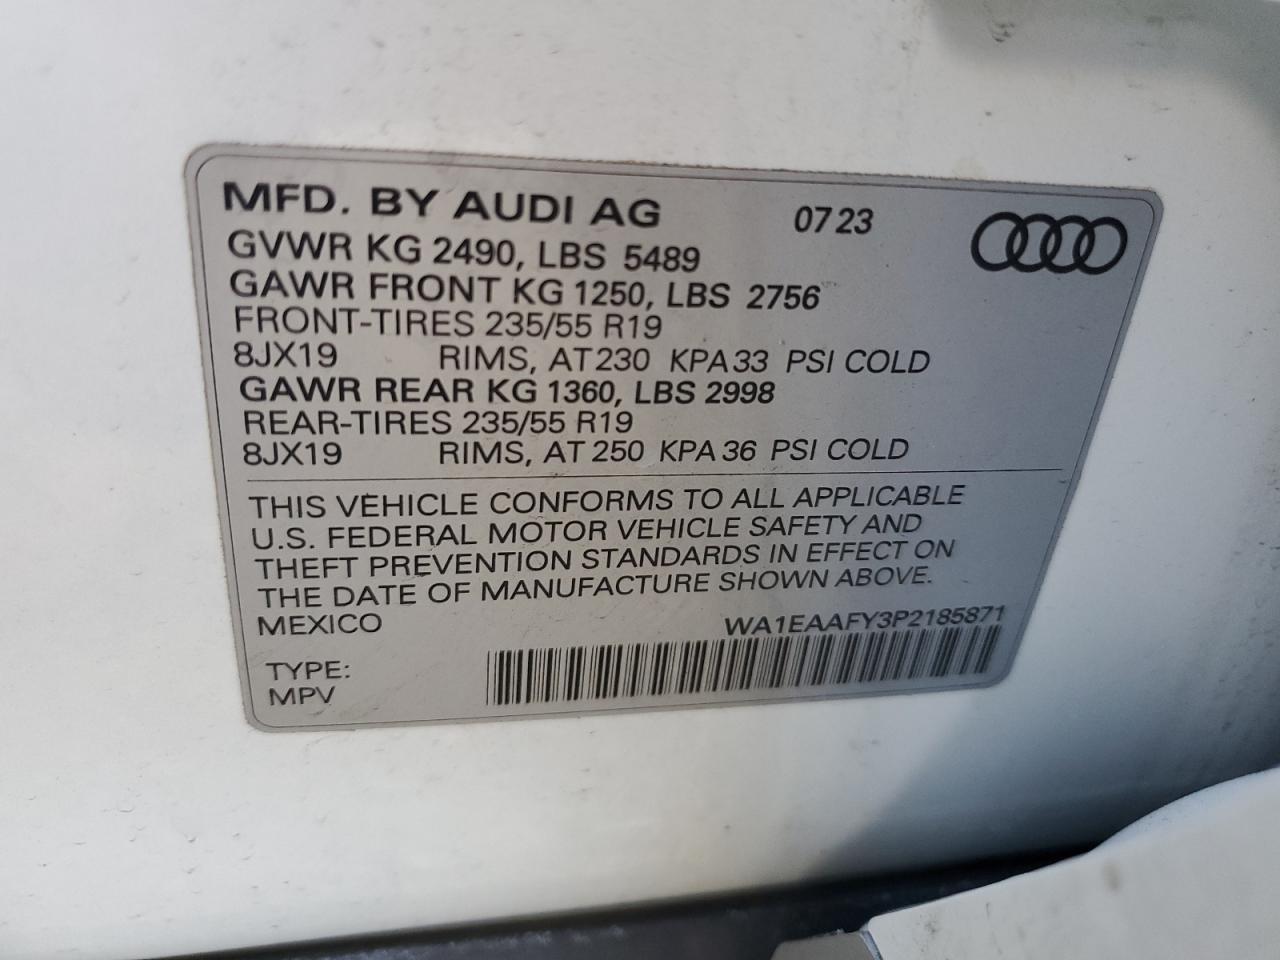 MFD. BY AUDI AG 07 23
GVWR KG 2490, LBS 5489
GAWR FRONT KG 1250, LBS 2756
FRONT-TIRES 235/55 R19
8JX19 RIMS, AT 230 KPA 33 PSI COLD
GAWR REAR KG 1360, LBS 2998
REAR-TIRES 235/55 R19
8JX19 RIMS, AT 250 KPA 36 PSI COLD
THIS VEHICLE CONFORMS TO ALL APPLICABLE
U.S. FEDERAL MOTOR VEHICLE SAFETY AND
THEFT PREVENTION STANDARDS IN EFFECT ON
THE DATE OF MANUFACTURE SHOWN ABOVE.
MEXICO WA1EAAFY3P2185871
TYPE:
MPV